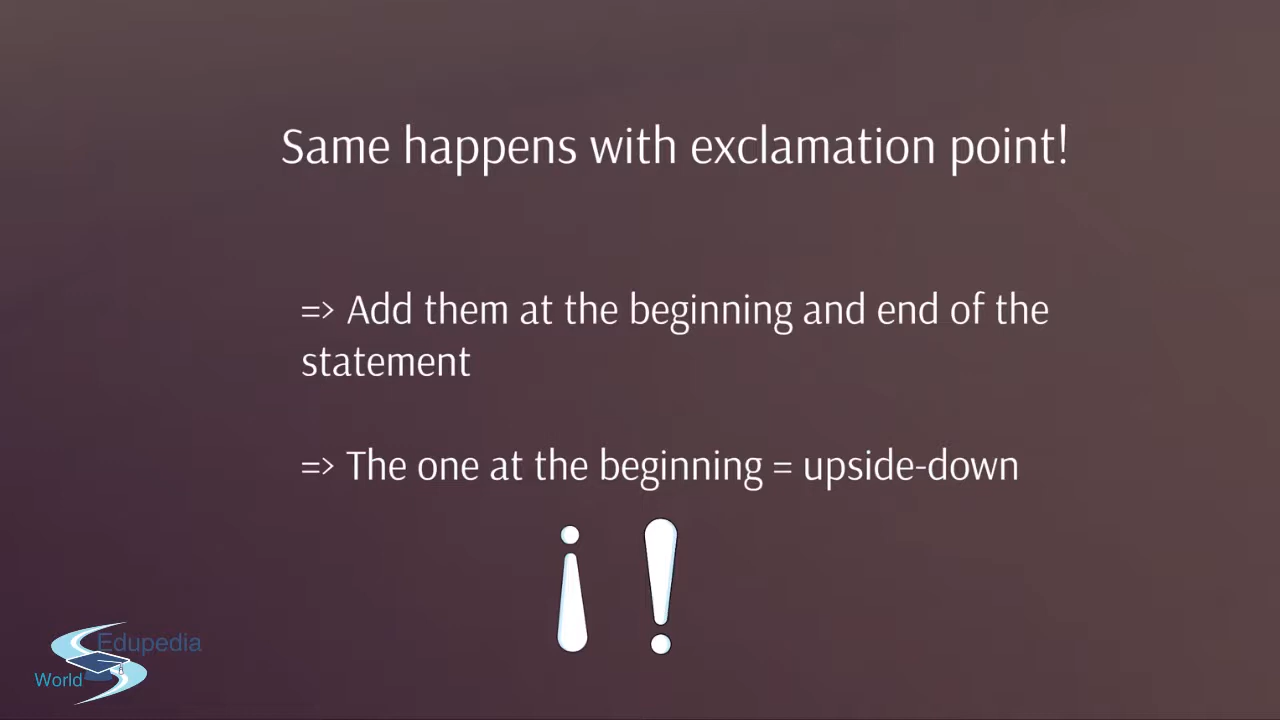 Same happens with exclamation point!
=> Add them at the beginning and end of the
statement
=> The one at the beginning = upside-down
¡ !
Edupedia
World